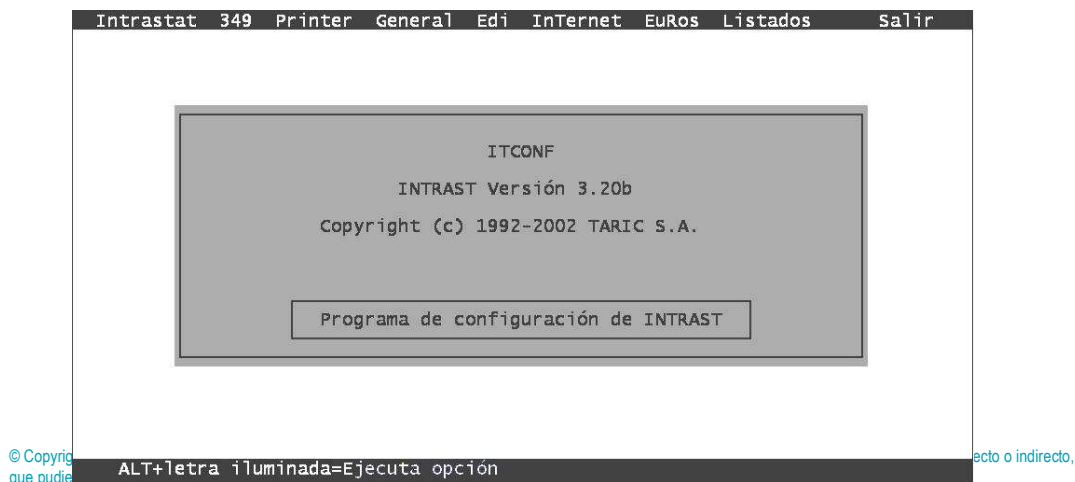 Intrastat 349 Printer General Edi InTernet EuRos Listados Salir
ITCONF
INTRAST Versión 3.20b
Copyright (c) 1992-2002 TARIC S.A.
Programa de configuración de INTRAST
ALT+letra iluminada=Ejecuta opción
© Copyrig
ecto o indirecto,
que pudie